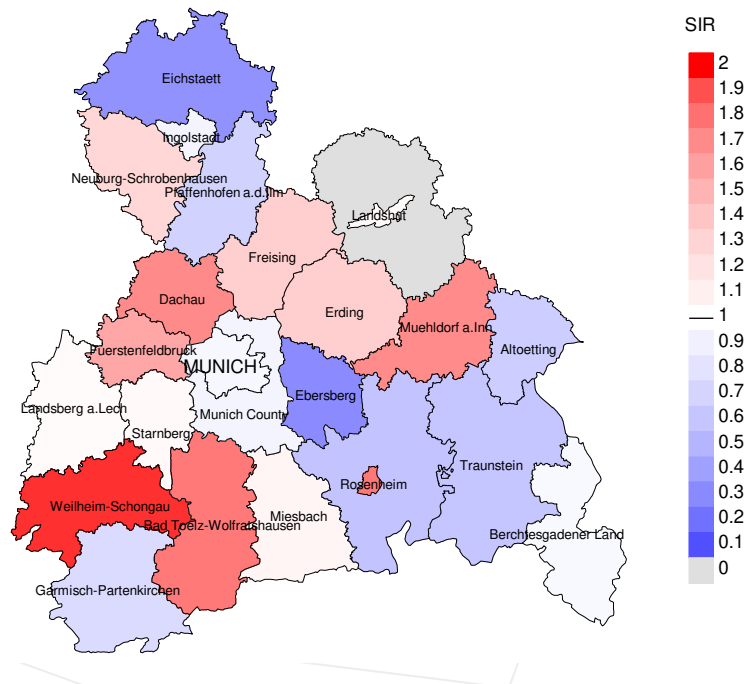 SIR
2
1.9
1.8
1.7
1.6
1.5
1.4
1.3
1.2
1.1
1
0.9
0.8
0.7
0.6
0.5
0.4
0.3
0.2
0.1
0
Eichstaett
Ingolstadt
Neuburg-Schrobenhausen
Pfaffenhofen a.d.Ilm
Landshut
Freising
Dachau
Erding
Muehldorf a.Inn
Fuerstenfeldbruck
Altoetting
MUNICH
Ebersberg
Landsberg a.Lech
Munich County
Starnberg
Traunstein
Rosenheim
Weilheim-Schongau
Miesbach
Bad Toelz-Wolfratshausen
Berchtesgadener Land
Garmisch-Partenkirchen